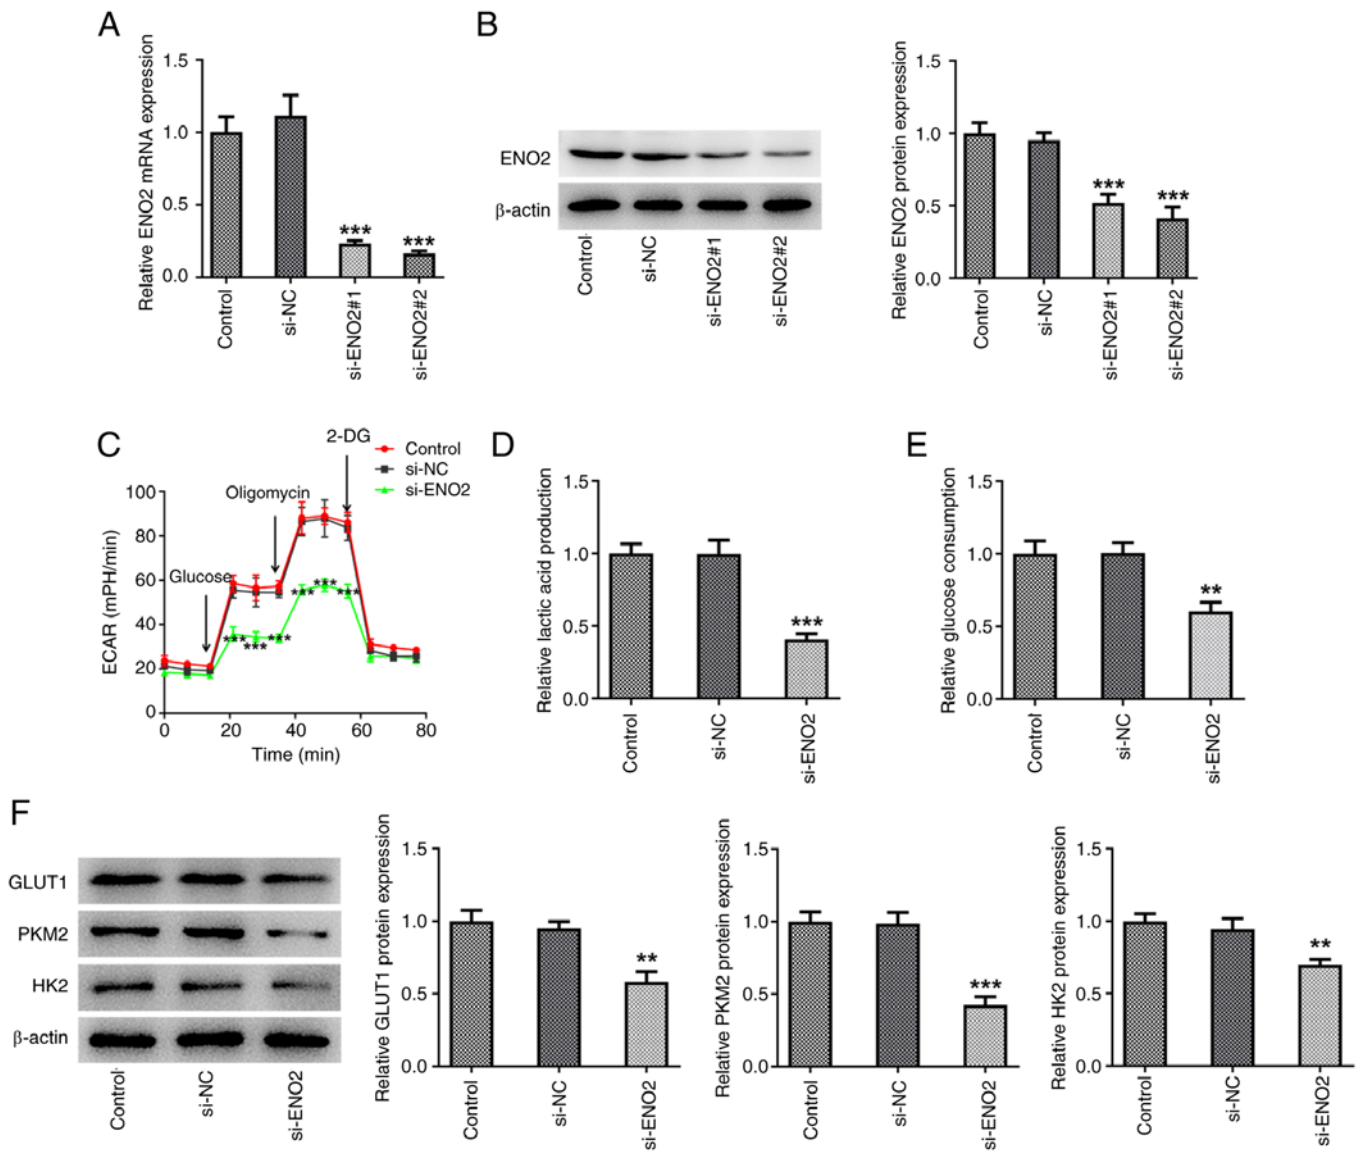 A
Relative ENO2 mRNA expression
1.5
1.0
0.5
0.0
***
***
Control
si-NC
si-ENO2#1
si-ENO2#2
B
ENO2
β-actin
Control
si-NC
si-ENO2#1
si-ENO2#2
Relative ENO2 protein expression
1.5
1.0
0.5
0.0
***
***
Control
si-NC
si-ENO2#1
si-ENO2#2
C
2-DG
Control
si-NC
si-ENO2
Oligomycin
Glucose
ECAR (mPH/min)
100
80
60
40
20
0
***
***
***
***
***
***
0
20
40
60
80
Time (min)
D
Relative lactic acid production
1.5
1.0
0.5
0.0
***
Control
si-NC
si-ENO2
E
Relative glucose consumption
1.5
1.0
0.5
0.0
**
Control
si-NC
si-ENO2
F
GLUT1
PKM2
HK2
β-actin
Control
si-NC
si-ENO2
Relative GLUT1 protein expression
1.5
1.0
0.5
0.0
**
Control
si-NC
si-ENO2
Relative PKM2 protein expression
1.5
1.0
0.5
0.0
***
Control
si-NC
si-ENO2
Relative HK2 protein expression
1.5
1.0
0.5
0.0
**
Control
si-NC
si-ENO2